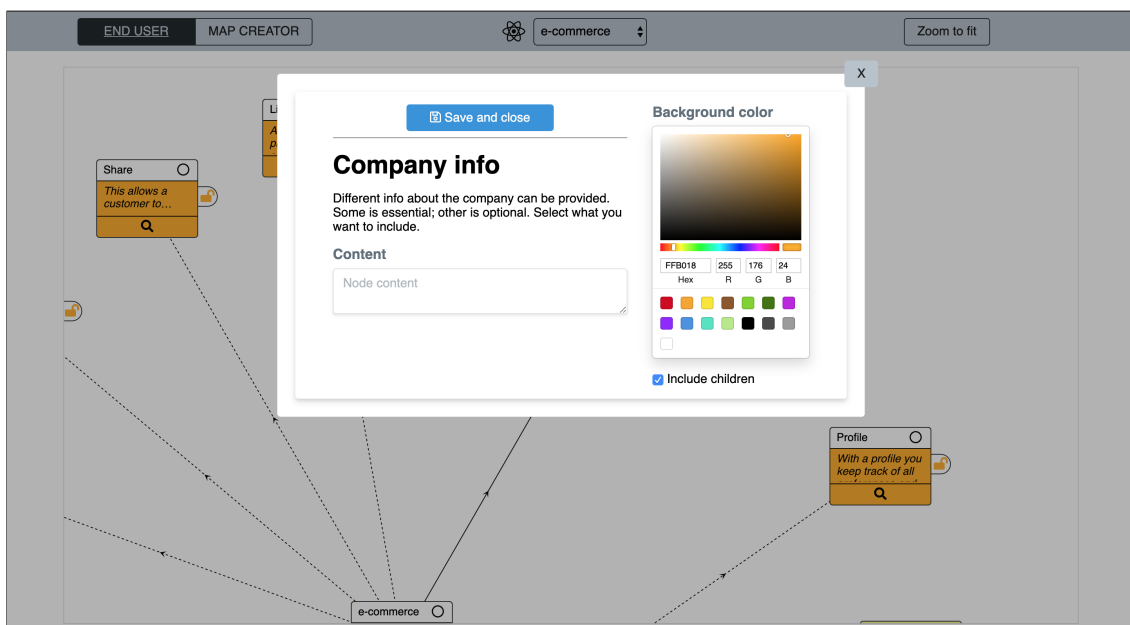 END USER
MAP CREATOR
e-commerce
Zoom to fit
X
Li
A
p
Share
This allows a
customer to…
Save and close
Company info
Different info about the company can be provided.
Some is essential; other is optional. Select what you
want to include.
Content
Node content
Background color
FFB018
255
176
24
Hex
R
G
B
Include children
Profile
With a profile you
keep track of all
e-commerce